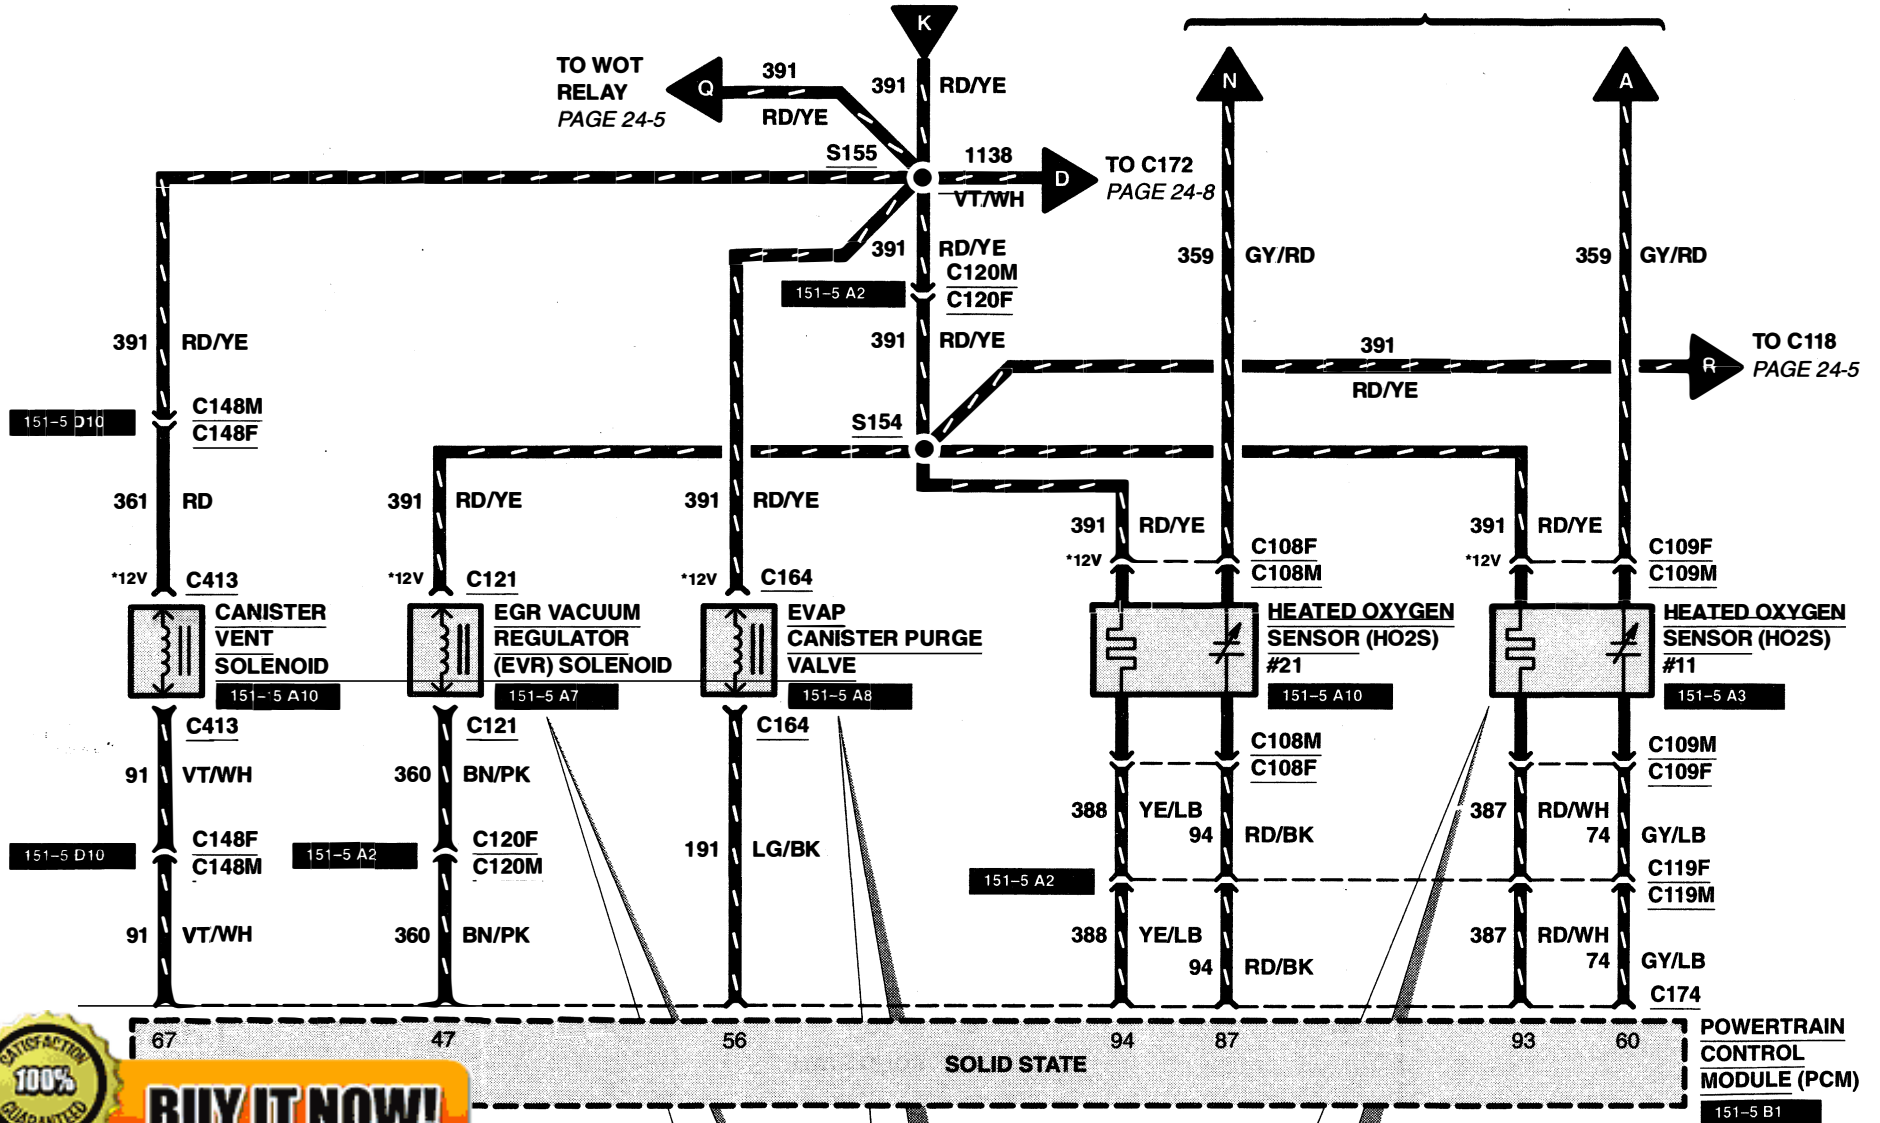 K
TO WOT
RELAY
PAGE 24-5
Q
391
RD/YE
391 RD/YE
N
A
S155
1138
VT/WH
D
TO C172
PAGE 24-8
391 RD/YE
C120M
C120F
151-5 A2
391 RD/YE
359 GY/RD
359 GY/RD
391
RD/YE
R
TO C118
PAGE 24-5
391 RD/YE
151-5 D10
C148M
C148F
S154
361 RD
391 RD/YE
391 RD/YE
391 RD/YE
391 RD/YE
*12V C413
*12V C121
*12V C164
*12V
C108F
C108M
*12V
C109F
C109M
CANISTER
VENT
SOLENOID
151-15 A10
EGR VACUUM
REGULATOR
(EVR) SOLENOID
151-5 A7
EVAP
CANISTER PURGE
VALVE
151-5 A8
HEATED OXYGEN
SENSOR (HO2S)
#21
151-5 A10
HEATED OXYGEN
SENSOR (HO2S)
#11
151-5 A3
C413
C121
C164
C108M
C108F
C109M
C109F
91 VT/WH
360 BN/PK
191 LG/BK
388 YE/LB
94 RD/BK
387 RD/WH
74 GY/LB
151-5 D10
C148F
C148M
151-5 A2
C120F
C120M
151-5 A2
C119F
C119M
91 VT/WH
360 BN/PK
388 YE/LB
94 RD/BK
387 RD/WH
74 GY/LB
C174
67 47 56 94 87 93 60
SOLID STATE
POWERTRAIN
CONTROL
MODULE (PCM)
151-5 B1
SATISFACTION
100%
GUARANTEED
BUY IT NOW!